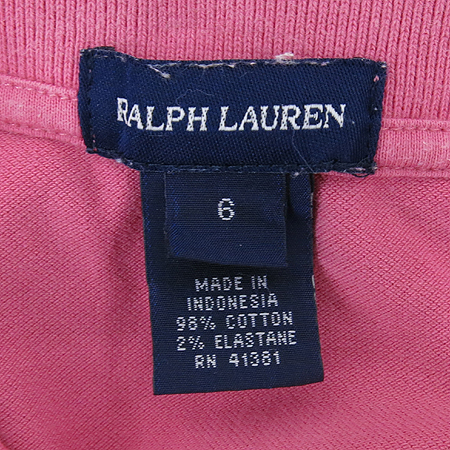 RALPH LAUREN
6
MADE IN
INDONESIA
98% COTTON
2% ELASTANE
RN 41381